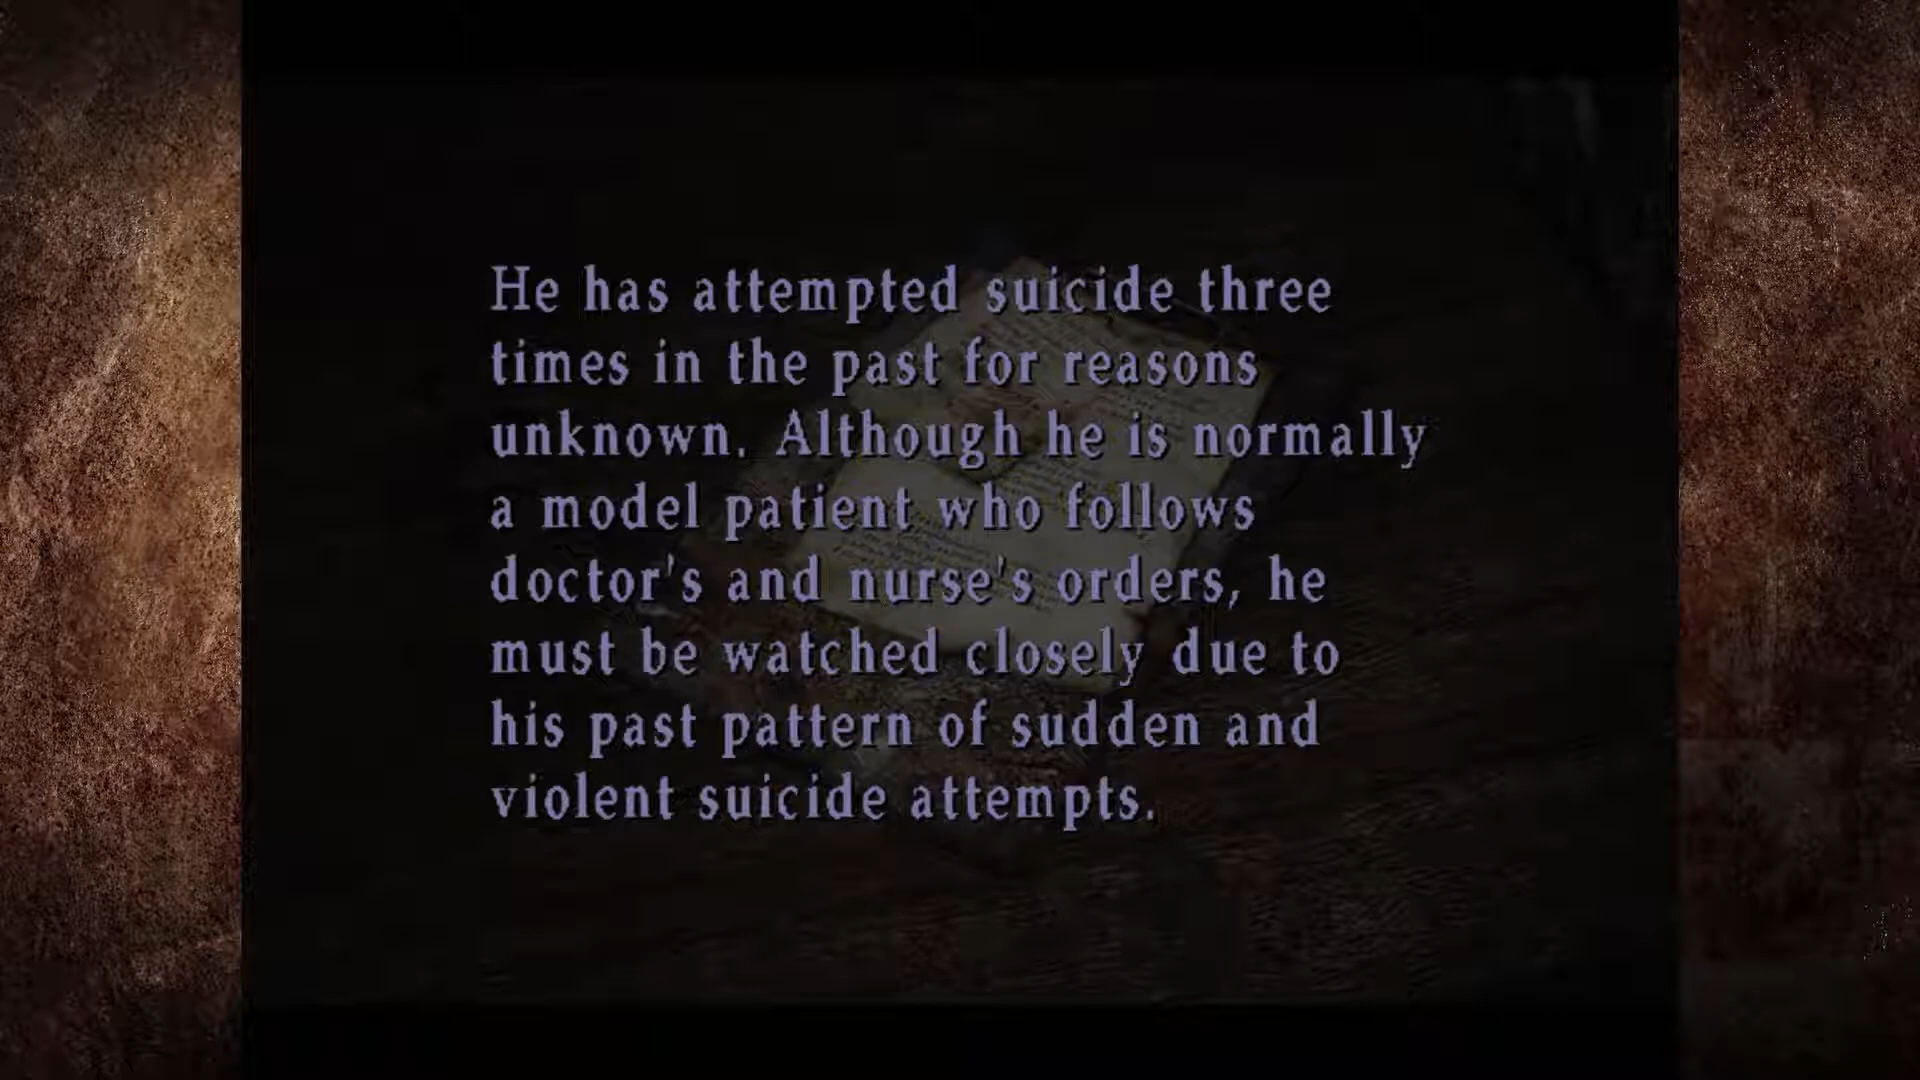 He has attempted suicide three
times in the past for reasons
unknown. Although he is normally
a model patient who follows
doctor's and nurse's orders, he
must be watched closely due to
his past pattern of sudden and
violent suicide attempts.